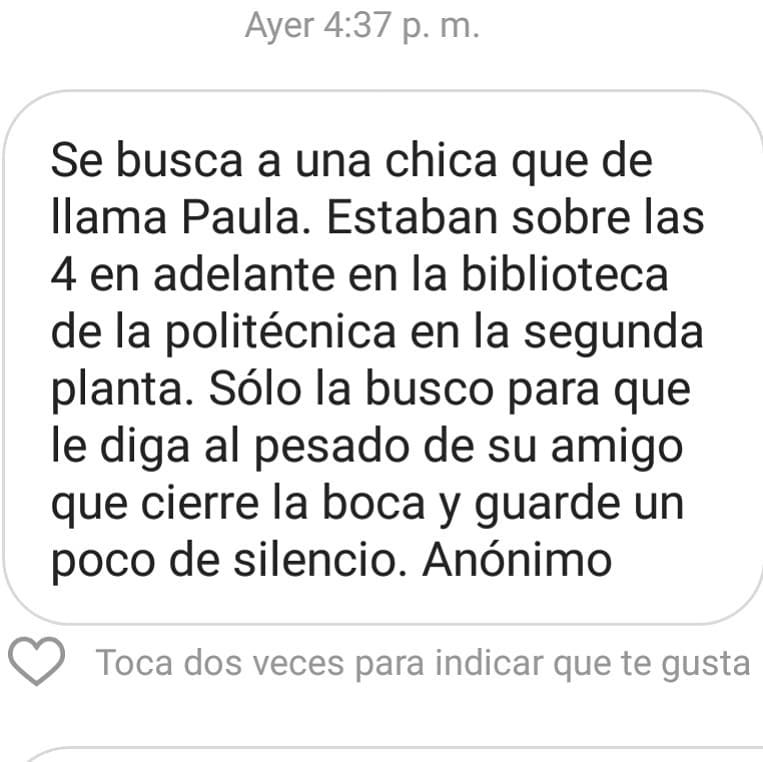 Ayer 4:37 p. m.
Se busca a una chica que de
llama Paula. Estaban sobre las
4 en adelante en la biblioteca
de la politécnica en la segunda
planta. Sólo la busco para que
le diga al pesado de su amigo
que cierre la boca y guarde un
poco de silencio. Anónimo
Toca dos veces para indicar que te gusta